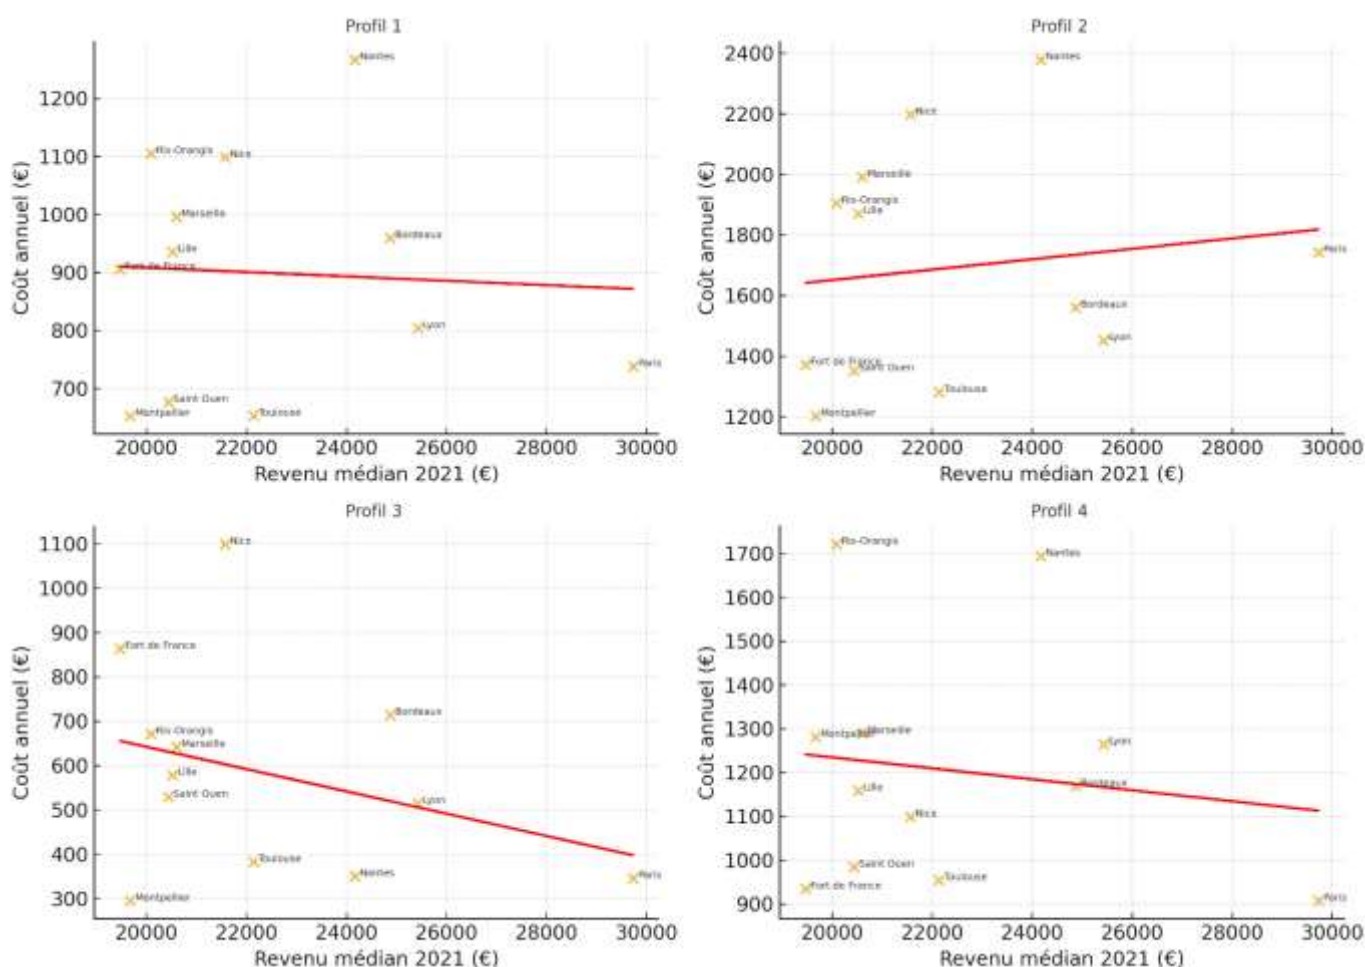 Profil 1
Coût annuel (€)
1200
1100
1000
900
800
700
Nantes
Ris-Orangis
Nice
Marseille
Lille
Bordeaux
Fort de France
Lyon
Paris
Saint Ouen
Montpellier
Toulouse
20000 22000 24000 26000 28000 30000
Revenu médian 2021 (€)
Profil 2
Coût annuel (€)
2400
2200
2000
1800
1600
1400
1200
Nantes
Nice
Marseille
Ris-Orangis
Lille
Paris
Bordeaux
Lyon
Fort de France
Saint Ouen
Toulouse
Montpellier
20000 22000 24000 26000 28000 30000
Revenu médian 2021 (€)
Profil 3
Coût annuel (€)
1100
1000
900
800
700
600
500
400
300
Nice
Fort de France
Bordeaux
Ris-Orangis
Marseille
Lille
Saint Ouen
Lyon
Toulouse
Nantes
Paris
Montpellier
20000 22000 24000 26000 28000 30000
Revenu médian 2021 (€)
Profil 4
Coût annuel (€)
1700
1600
1500
1400
1300
1200
1100
1000
900
Ris-Orangis
Nantes
Marseille
Montpellier
Lyon
Bordeaux
Lille
Nice
Saint Ouen
Toulouse
Fort de France
Paris
20000 22000 24000 26000 28000 30000
Revenu médian 2021 (€)